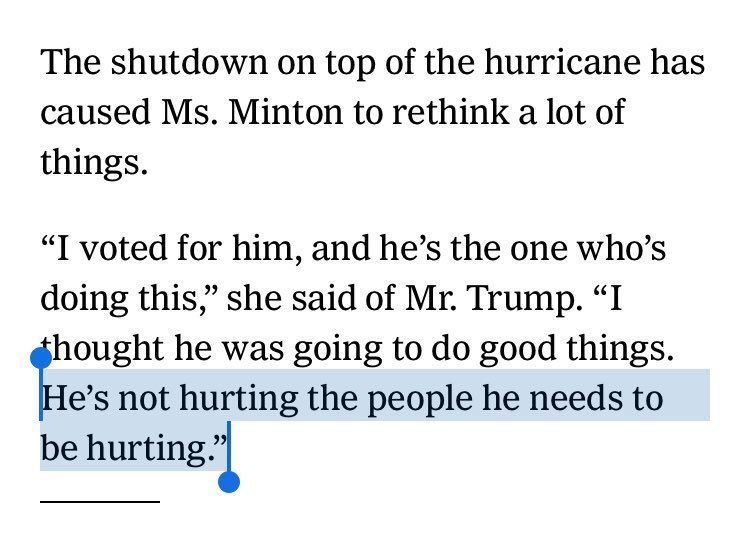 The shutdown on top of the hurricane has
caused Ms. Minton to rethink a lot of
things.
“I voted for him, and he’s the one who’s
doing this,” she said of Mr. Trump. “I
thought he was going to do good things.
He’s not hurting the people he needs to
be hurting.”